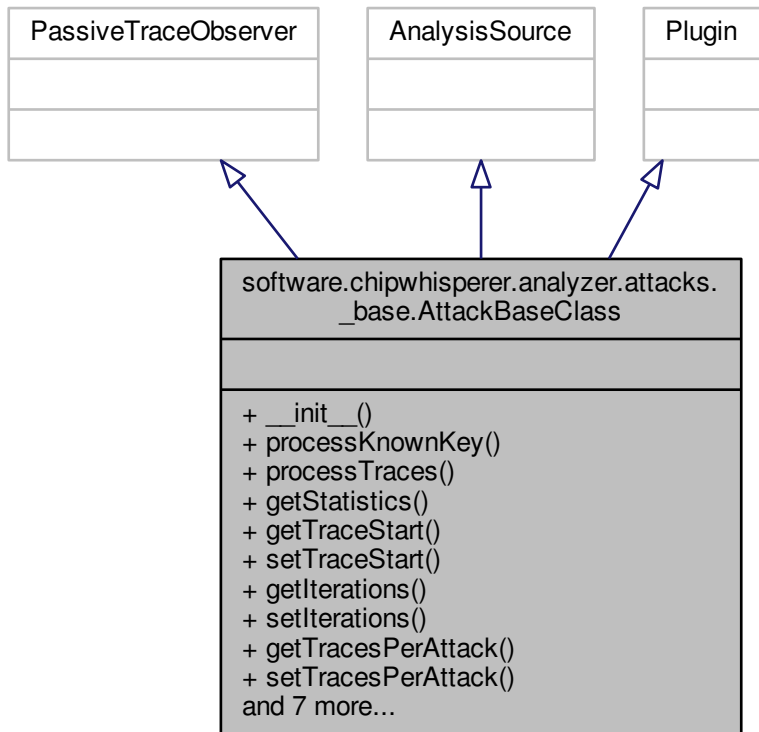 PassiveTraceObserver
AnalysisSource
Plugin
software.chipwhisperer.analyzer.attacks.
_base.AttackBaseClass
+ __init__()
+ processKnownKey()
+ processTraces()
+ getStatistics()
+ getTraceStart()
+ setTraceStart()
+ getIterations()
+ setIterations()
+ getTracesPerAttack()
+ setTracesPerAttack()
and 7 more...